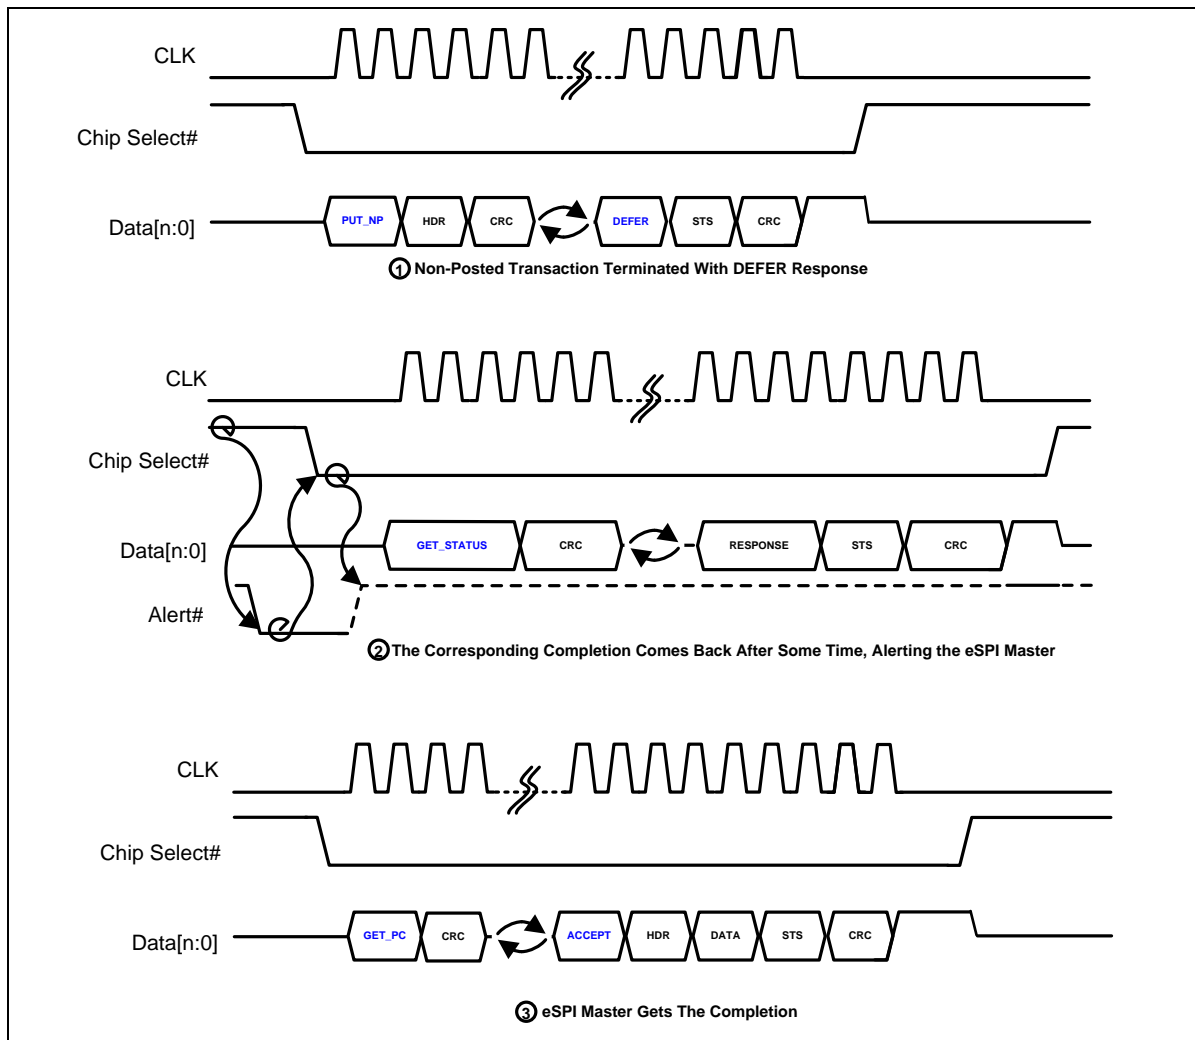 CLK
Chip Select#
Data[n:0] PUT_NP HDR CRC DEFER STS CRC
1 Non-Posted Transaction Terminated With DEFER Response
CLK
Chip Select#
Data[n:0] GET_STATUS CRC RESPONSE STS CRC
Alert#
2 The Corresponding Completion Comes Back After Some Time, Alerting the eSPI Master
CLK
Chip Select#
Data[n:0] GET_PC CRC ACCEPT HDR DATA STS CRC
3 eSPI Master Gets The Completion